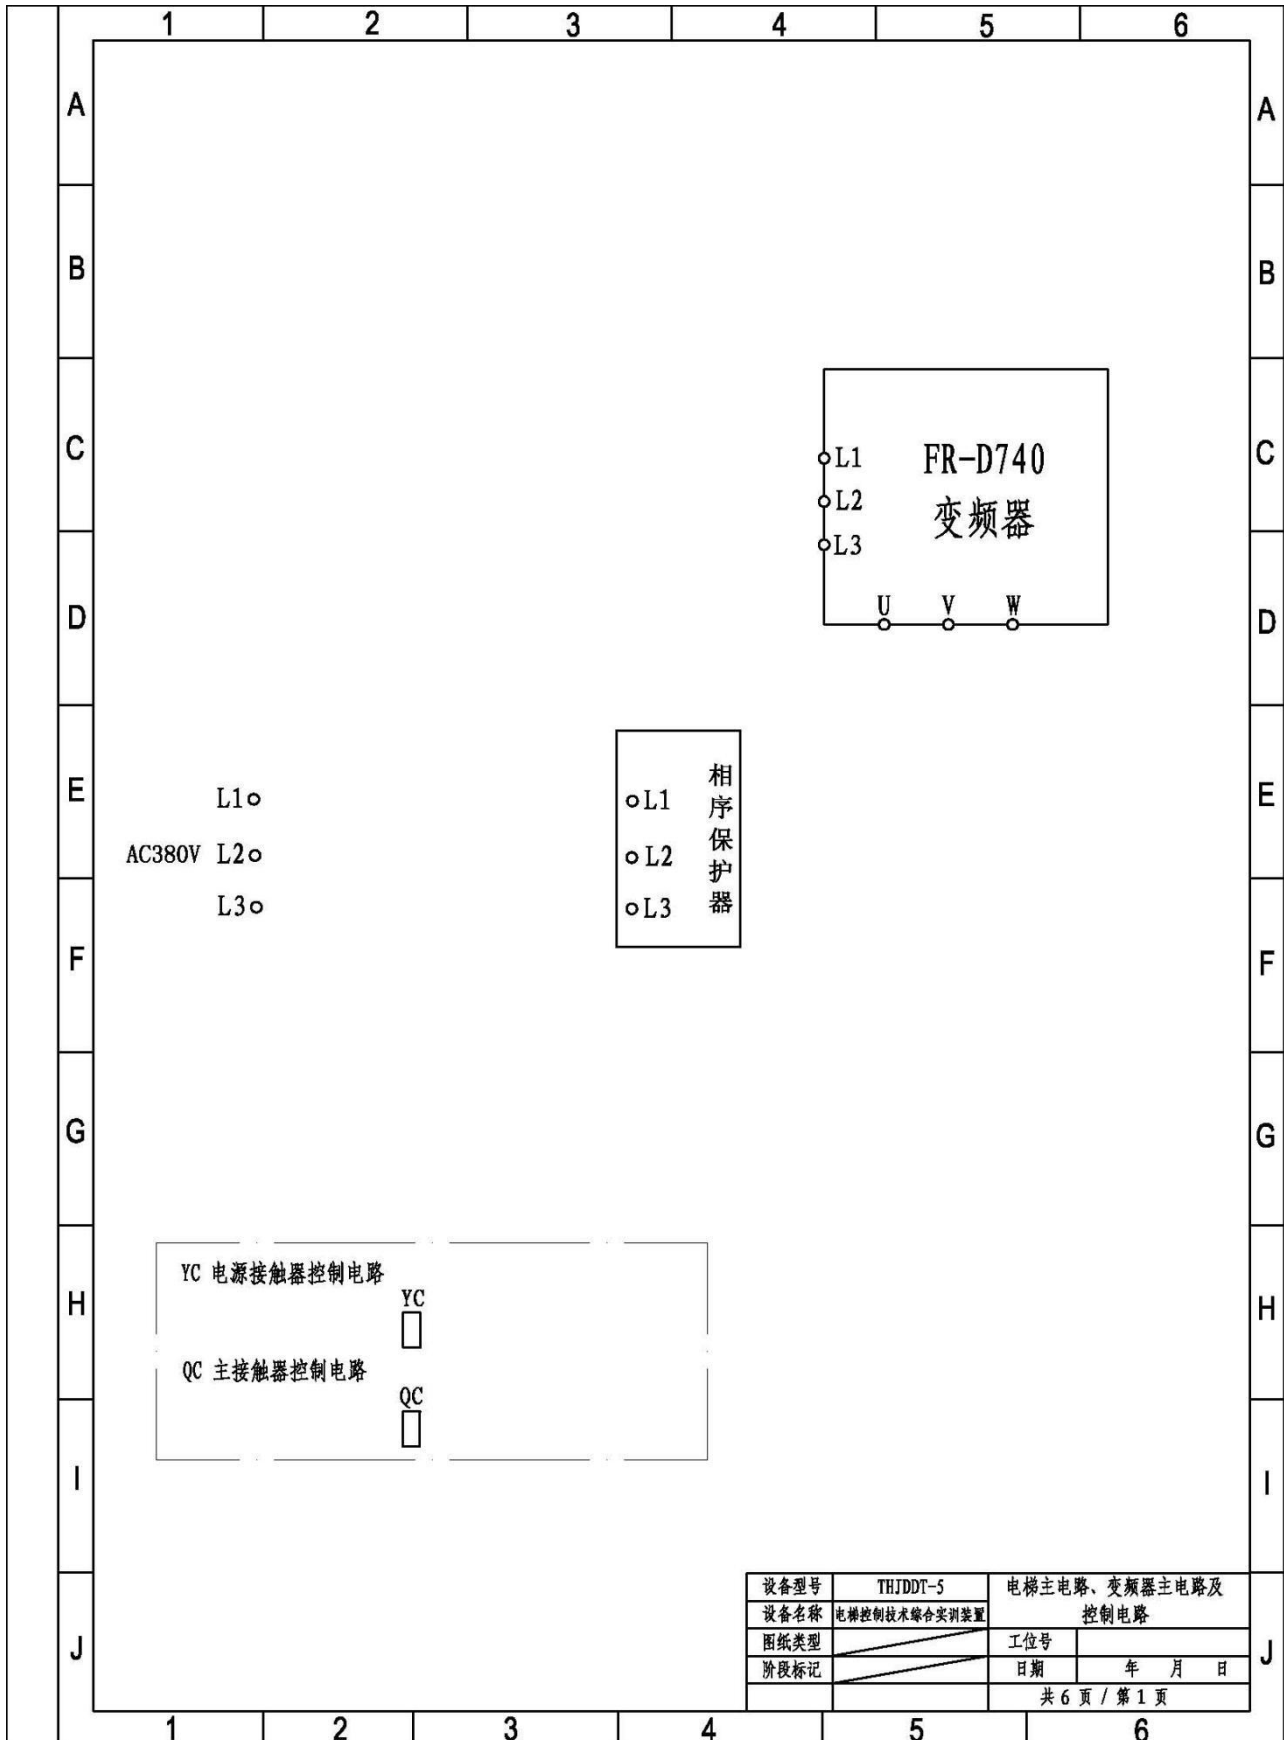 1 2 3 4 5 6
A A
B B
C C
L1 FR-D740
L2 变频器
L3
D D
U V W
E E
L1 L1 相序保护器
AC380V L2 L2
L3 L3
F F
G G
YC 电源接触器控制电路
H H
YC
QC 主接触器控制电路
QC
I I
设备型号 THJDDT-5 电梯主电路、变频器主电路及
设备名称 电梯控制技术综合实训装置 控制电路
图纸类型 工位号
J J
阶段标记 日期 年 月 日
共 6 页 / 第 1 页
1 2 3 4 5 6